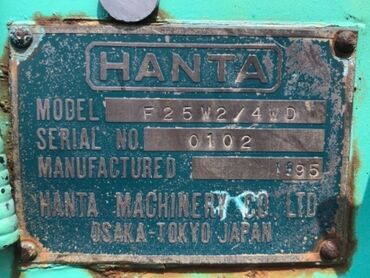 HANTA
MODEL F25W2/4WD
SERIAL NO. 0102
MANUFACTURED 1995
HANTA MACHINERY CO LTD
OSAKA-TOKYO JAPAN